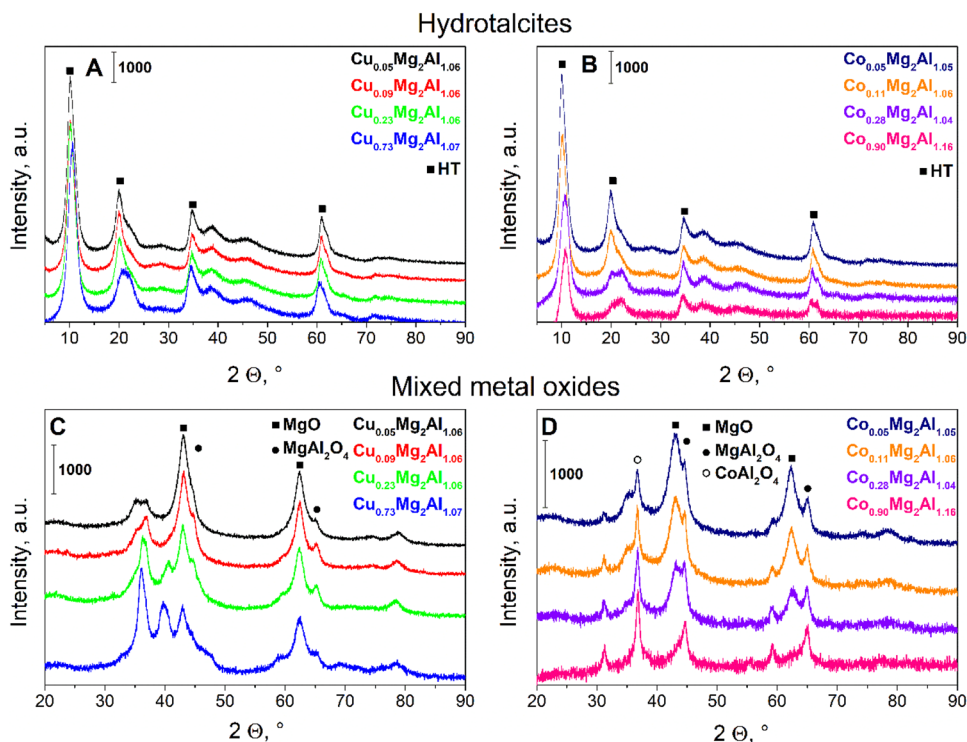 Hydrotalcites
A
1000
Cu0.05Mg2Al1.06
Cu0.09Mg2Al1.06
Cu0.23Mg2Al1.06
Cu0.73Mg2Al1.07
■ HT
Intensity, a.u.
10 20 30 40 50 60 70 80 90
2 Θ, °
B
1000
Co0.05Mg2Al1.05
Co0.11Mg2Al1.06
Co0.28Mg2Al1.04
Co0.90Mg2Al1.16
■ HT
Intensity, a.u.
10 20 30 40 50 60 70 80 90
2 Θ, °
Mixed metal oxides
C
1000
■ MgO
● MgAl2O4
Cu0.05Mg2Al1.06
Cu0.09Mg2Al1.06
Cu0.23Mg2Al1.06
Cu0.73Mg2Al1.07
Intensity, a.u.
20 30 40 50 60 70 80 90
2 Θ, °
D
1000
■ MgO
● MgAl2O4
○ CoAl2O4
Co0.05Mg2Al1.05
Co0.11Mg2Al1.06
Co0.28Mg2Al1.04
Co0.90Mg2Al1.16
Intensity, a.u.
20 30 40 50 60 70 80 90
2 Θ, °